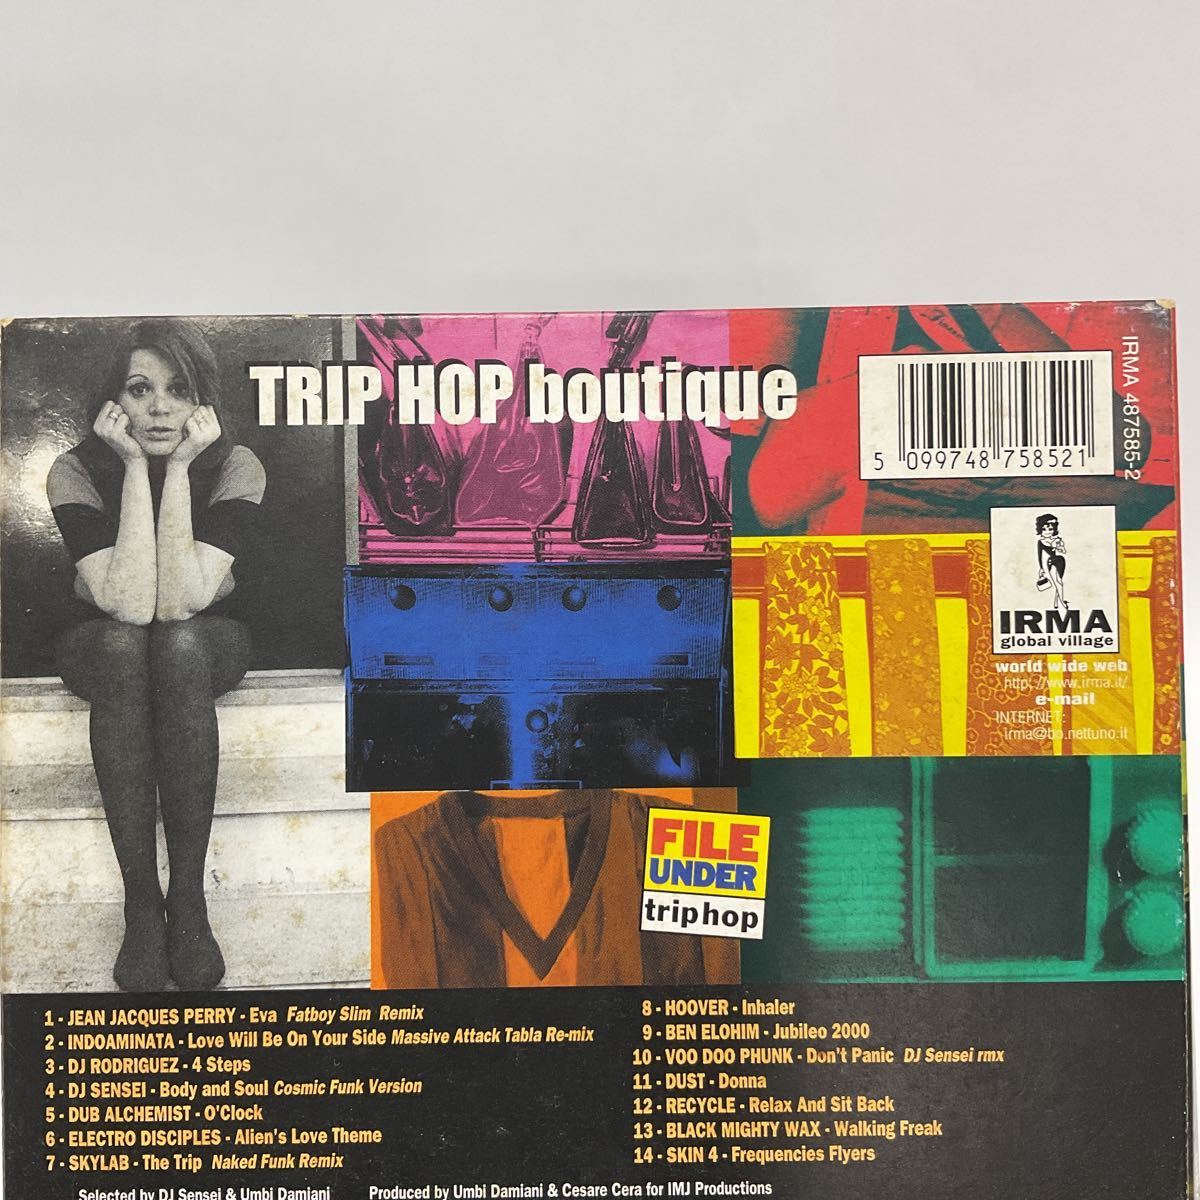 TRIP HOP boutique
5 099748 758521
IRMA 487585-2
IRMA
global village
world wide web
http://www.irma.it/
e-mail
INTERNET:
irma@bo.nettuno.it
FILE
UNDER
triphop
1 - JEAN JACQUES PERRY - Eva Fatboy Slim Remix
2 - INDOAMINATA - Love Will Be On Your Side Massive Attack Tabla Re-mix
3 - DJ RODRIGUEZ - 4 Steps
4 - DJ SENSEI - Body and Soul Cosmic Funk Version
5 - DUB ALCHEMIST - O'Clock
6 - ELECTRO DISCIPLES - Alien's Love Theme
7 - SKYLAB - The Trip Naked Funk Remix
8 - HOOVER - Inhaler
9 - BEN ELOHIM - Jubileo 2000
10 - VOO DOO PHUNK - Don't Panic DJ Sensei rmx
11 - DUST - Donna
12 - RECYCLE - Relax And Sit Back
13 - BLACK MIGHTY WAX - Walking Freak
14 - SKIN 4 - Frequencies Flyers
Selected by DJ Sensei & Umbi Damiani
Produced by Umbi Damiani & Cesare Cera for IMJ Productions